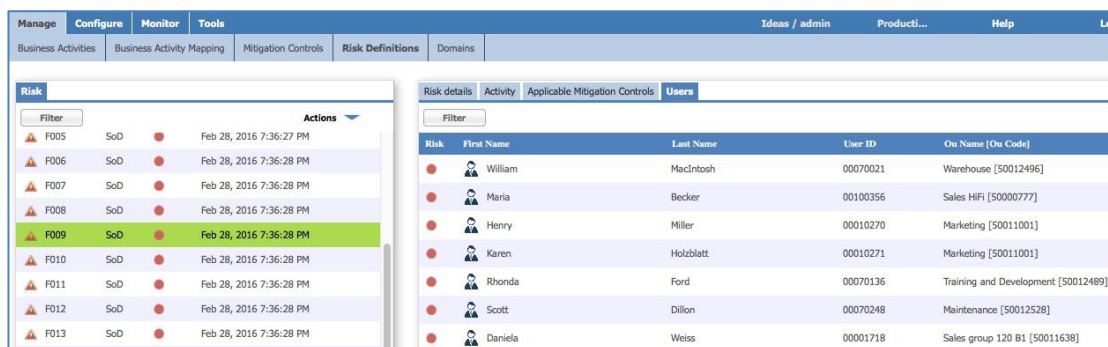 Manage Configure Monitor Tools Ideas / admin Producti... Help
Business Activities Business Activity Mapping Mitigation Controls Risk Definitions Domains
Risk
Filter Actions
F005 SoD Feb 28, 2016 7:36:27 PM
F006 SoD Feb 28, 2016 7:36:28 PM
F007 SoD Feb 28, 2016 7:36:28 PM
F008 SoD Feb 28, 2016 7:36:28 PM
F009 SoD Feb 28, 2016 7:36:28 PM
F010 SoD Feb 28, 2016 7:36:28 PM
F011 SoD Feb 28, 2016 7:36:28 PM
F012 SoD Feb 28, 2016 7:36:28 PM
F013 SoD Feb 28, 2016 7:36:28 PM
Risk details Activity Applicable Mitigation Controls Users
Filter
Risk First Name Last Name User ID Ou Name [Ou Code]
William MacIntosh 00070021 Warehouse [50012496]
Maria Becker 00100356 Sales HiFi [50000777]
Henry Miller 00010270 Marketing [50011001]
Karen Holzblatt 00010271 Marketing [50011001]
Rhonda Ford 00070136 Training and Development [50012489]
Scott Dillon 00070248 Maintenance [50012528]
Daniela Weiss 00001718 Sales group 120 B1 [50011638]